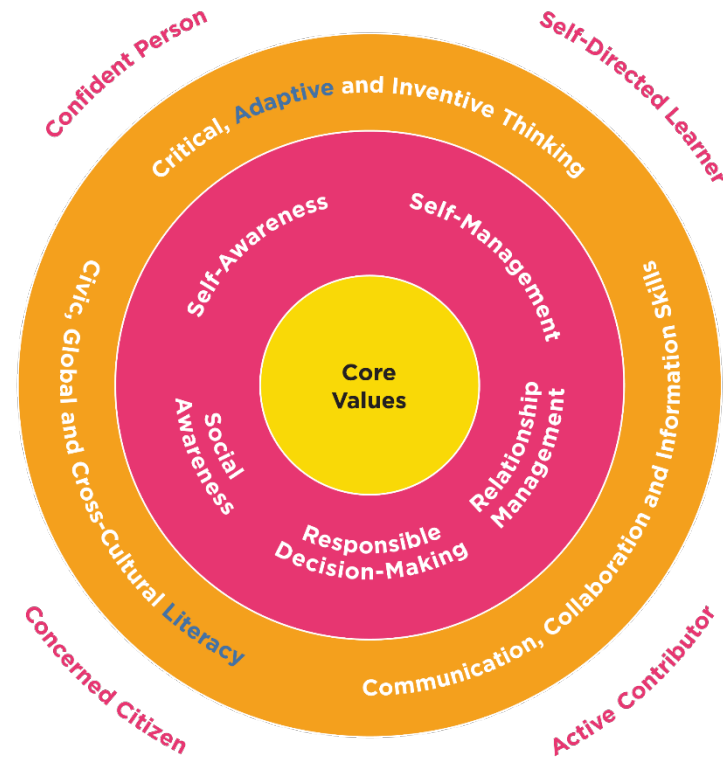 Confident Person
Self-Directed Learner
Critical, Adaptive and Inventive Thinking
Self-Awareness
Self-Management
Civic, Global and Cross-Cultural Literacy
Communication, Collaboration and Information Skills
Core
Values
Social
Awareness
Relationship
Management
Responsible
Decision-Making
Concerned Citizen
Active Contributor